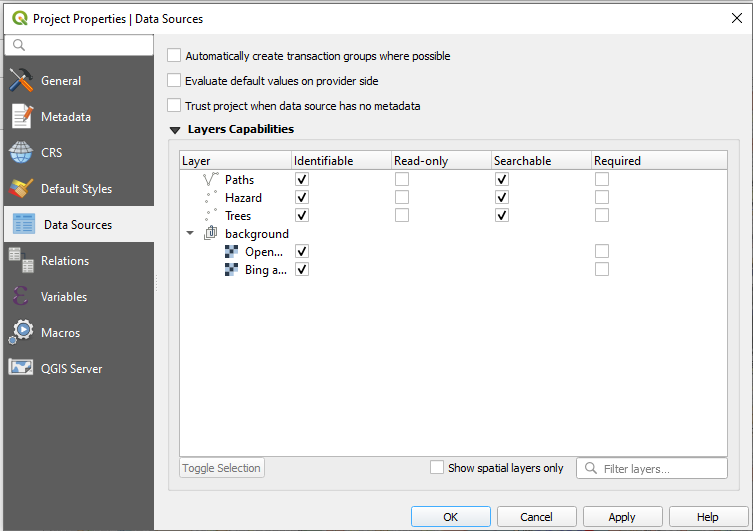 Project Properties | Data Sources
Automatically create transaction groups where possible
Evaluate default values on provider side
Trust project when data source has no metadata
General
Metadata
CRS
Default Styles
Data Sources
Relations
Variables
Macros
QGIS Server
Layers Capabilities
Layer Identifiable Read-only Searchable Required
Paths
Hazard
Trees
background
Open...
Bing a...
Toggle Selection Show spatial layers only Filter layers...
OK Cancel Apply Help